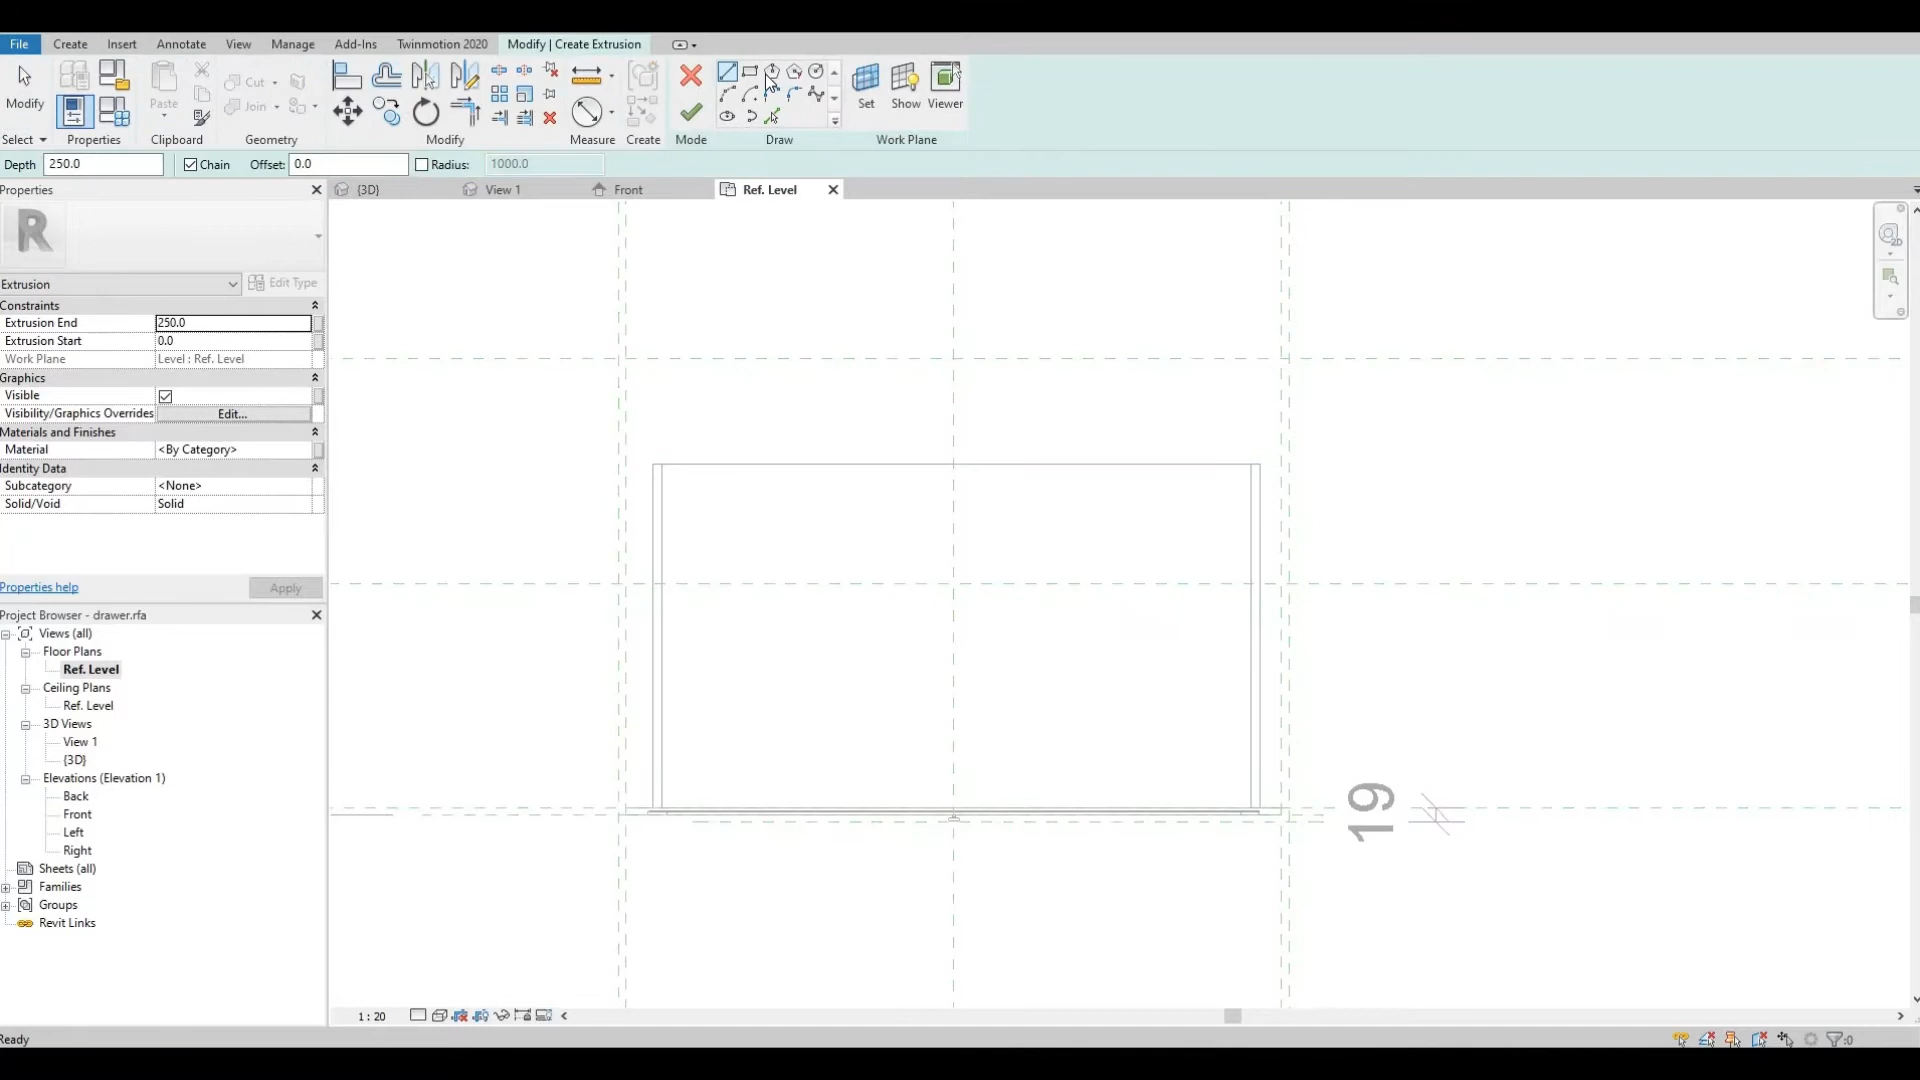 File Create Insert Annotate View Manage Add-Ins Twinmotion 2020 Modify | Create Extrusion
Modify Paste Cut Join Set Show Viewer
Select Properties Clipboard Geometry Modify Measure Create Mode Draw Work Plane
Depth 250.0 Chain Offset: 0.0 Radius: 1000.0
Properties {3D} View 1 Front Ref. Level
R
Extrusion Edit Type
Constraints
Extrusion End 250.0
Extrusion Start 0.0
Work Plane Level : Ref. Level
Graphics
Visible
Visibility/Graphics Overrides Edit...
Materials and Finishes
Material <By Category>
Identity Data
Subcategory <None>
Solid/Void Solid
Properties help Apply
Project Browser - drawer.rfa
Views (all)
Floor Plans
Ref. Level
Ceiling Plans
Ref. Level
3D Views
View 1
{3D}
Elevations (Elevation 1)
Back
Front
Left
Right
Sheets (all)
Families
Groups
Revit Links
19
2D
1 : 20
Ready
:0